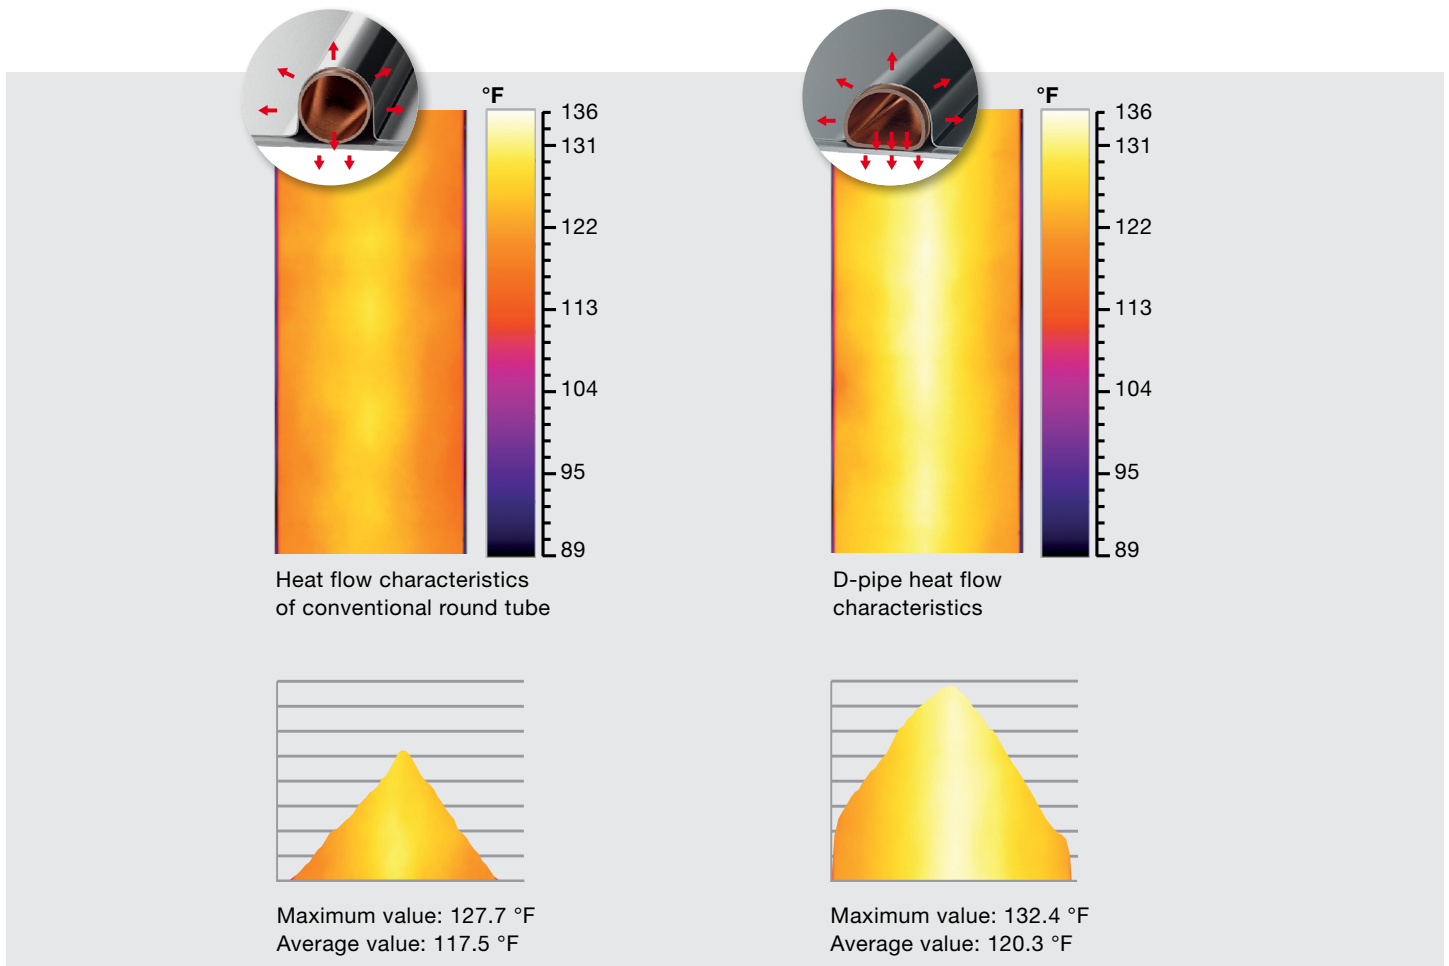 °F
136
131
122
113
104
95
89
Heat flow characteristics
of conventional round tube
°F
136
131
122
113
104
95
89
D-pipe heat flow
characteristics
Maximum value: 127.7 °F
Average value: 117.5 °F
Maximum value: 132.4 °F
Average value: 120.3 °F